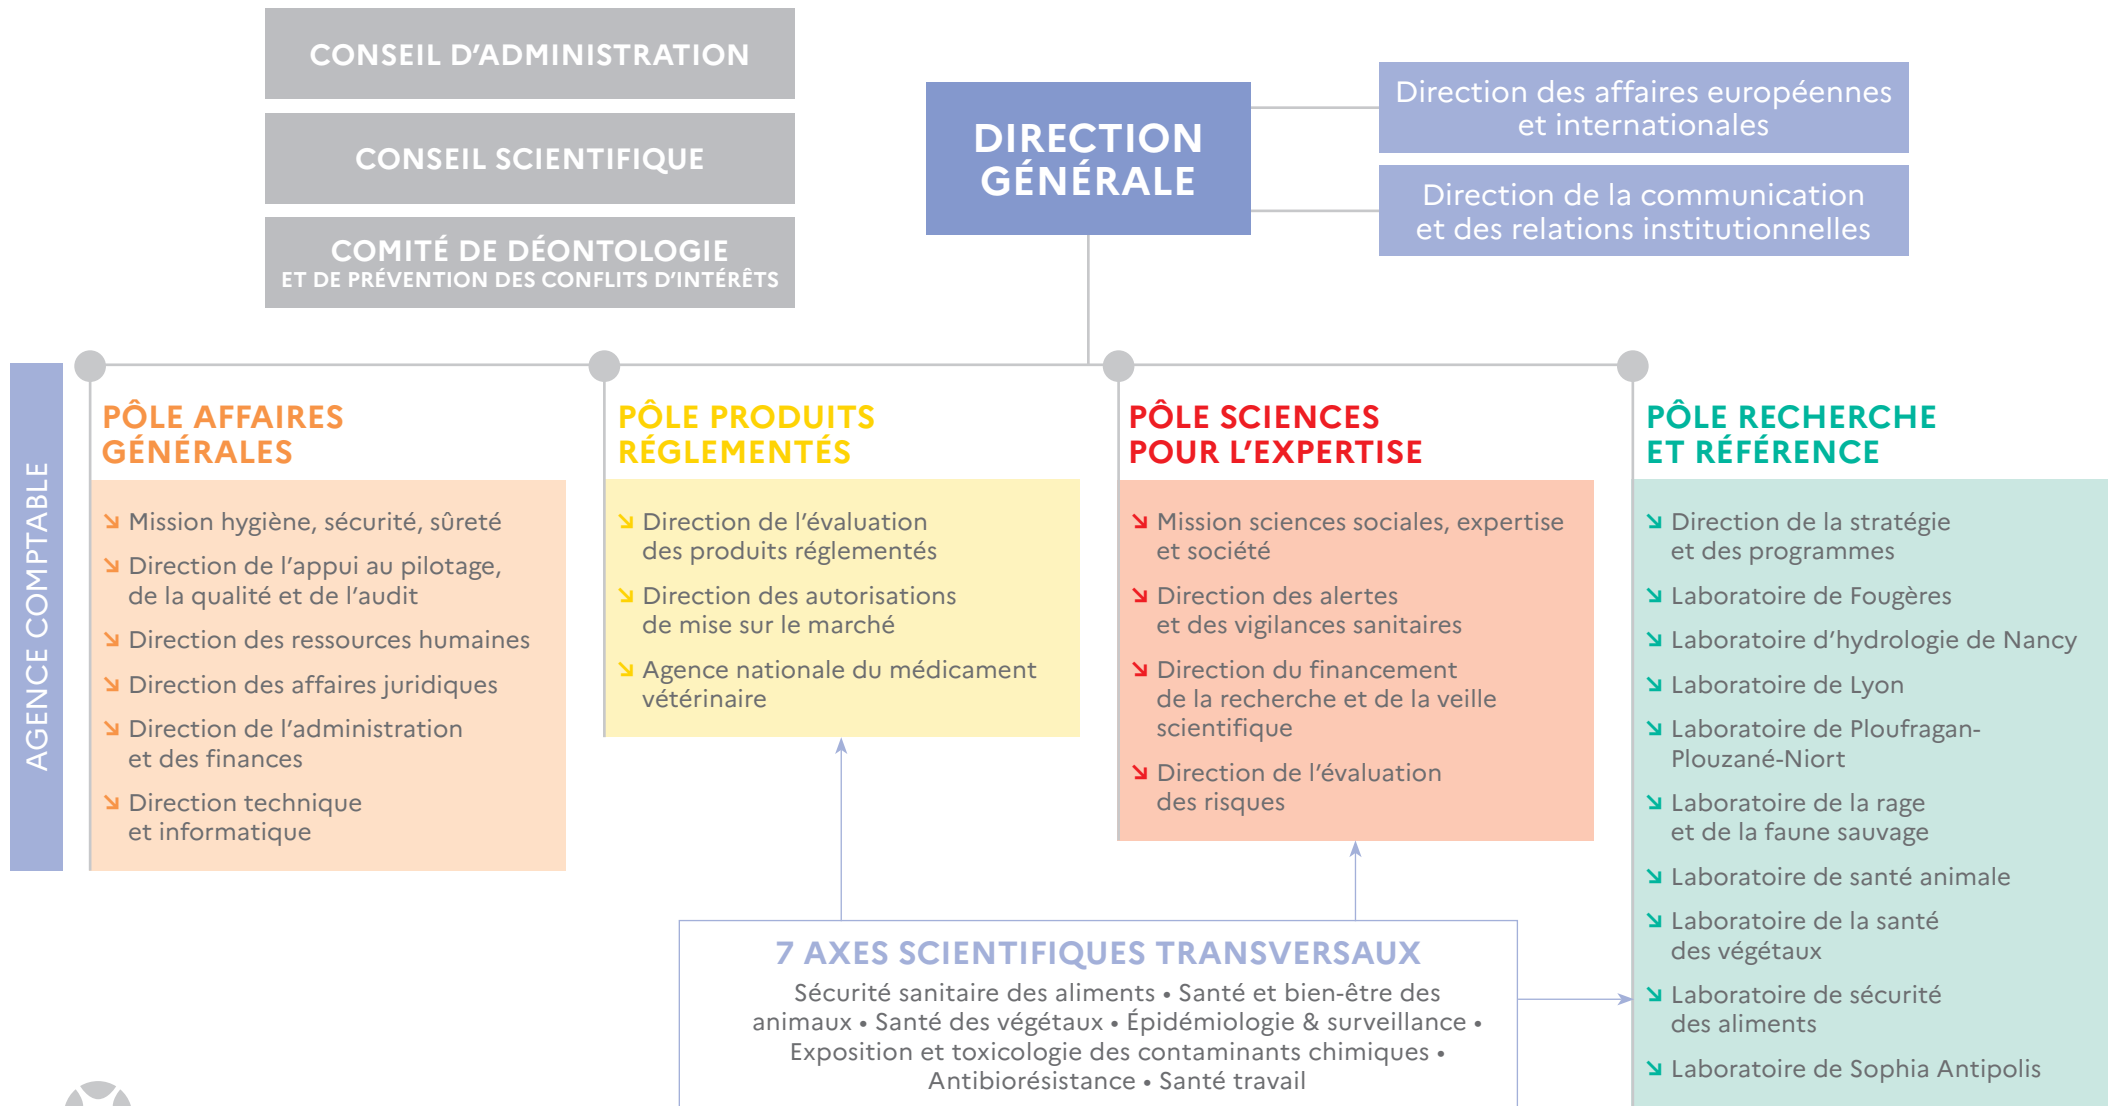 CONSEIL D'ADMINISTRATION
CONSEIL SCIENTIFIQUE
COMITÉ DE DÉONTOLOGIE
ET DE PRÉVENTION DES CONFLITS D'INTÉRÊTS
DIRECTION
GÉNÉRALE
Direction des affaires européennes
et internationales
Direction de la communication
et des relations institutionnelles
AGENCE COMPTABLE
PÔLE AFFAIRES
GÉNÉRALES
Mission hygiène, sécurité, sûreté
Direction de l'appui au pilotage,
de la qualité et de l'audit
Direction des ressources humaines
Direction des affaires juridiques
Direction de l'administration
et des finances
Direction technique
et informatique
PÔLE PRODUITS
RÉGLEMENTÉS
Direction de l'évaluation
des produits réglementés
Direction des autorisations
de mise sur le marché
Agence nationale du médicament
vétérinaire
PÔLE SCIENCES
POUR L'EXPERTISE
Mission sciences sociales, expertise
et société
Direction des alertes
et des vigilances sanitaires
Direction du financement
de la recherche et de la veille
scientifique
Direction de l'évaluation
des risques
PÔLE RECHERCHE
ET RÉFÉRENCE
Direction de la stratégie
et des programmes
Laboratoire de Fougères
Laboratoire d'hydrologie de Nancy
Laboratoire de Lyon
Laboratoire de Ploufragan-
Plouzané-Niort
Laboratoire de la rage
et de la faune sauvage
Laboratoire de santé animale
Laboratoire de la santé
des végétaux
Laboratoire de sécurité
des aliments
Laboratoire de Sophia Antipolis
7 AXES SCIENTIFIQUES TRANSVERSAUX
Sécurité sanitaire des aliments • Santé et bien-être des
animaux • Santé des végétaux • Épidémiologie & surveillance •
Exposition et toxicologie des contaminants chimiques •
Antibiorésistance • Santé travail